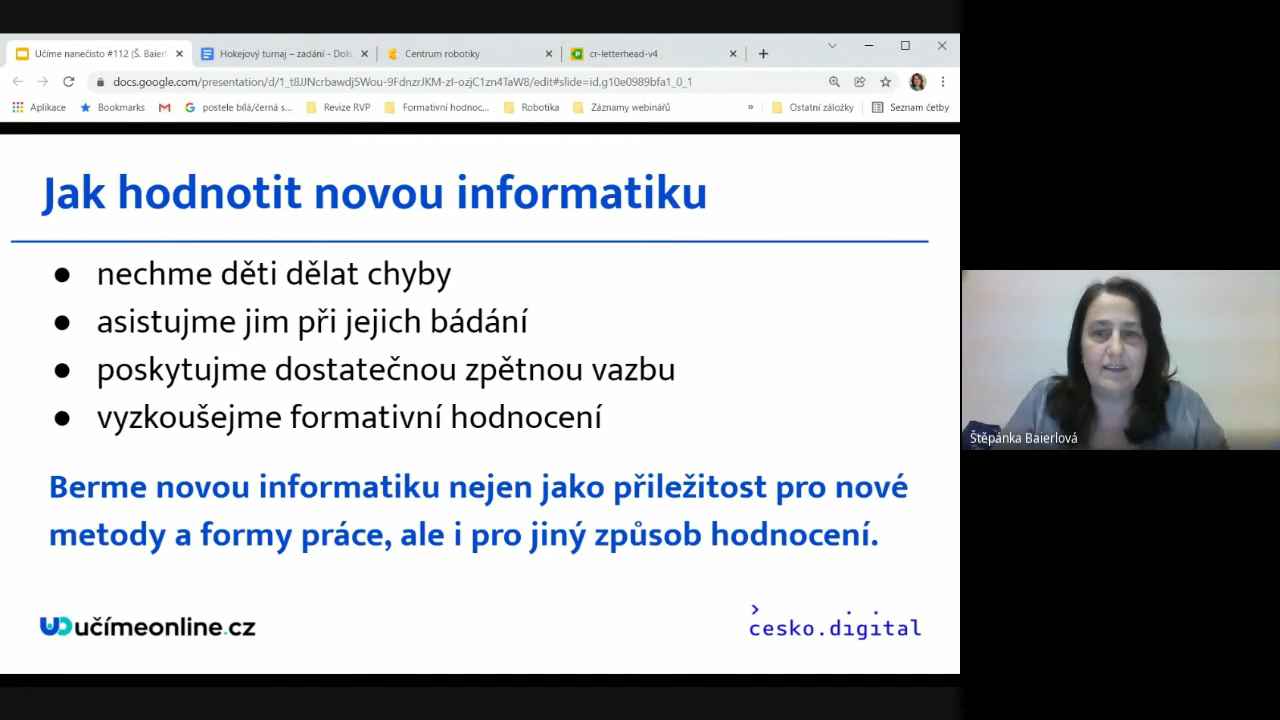 Učíme nanečisto #112 (Š. Baierl
Hokejový turnaj – zadání - Dok
Centrum robotiky
cr-letterhead-v4
docs.google.com/presentation/d/1_t8JJNcrbawdj5Wou-9FdnzrJKM-zI-ozjC1zn4TaW8/edit#slide=id.g10e0989bfa1_0_1
Aplikace
Bookmarks
postele bílá/černá s...
Revize RVP
Formativní hodnoc...
Robotika
Záznamy webinářů
»
Ostatní záložky
Seznam četby
Jak hodnotit novou informatiku
● nechme děti dělat chyby
● asistujme jim při jejich bádání
● poskytujme dostatečnou zpětnou vazbu
● vyzkoušejme formativní hodnocení
Berme novou informatiku nejen jako přiležitost pro nové
metody a formy práce, ale i pro jiný způsob hodnocení.
učímeonline.cz
cesko.digital
Štěpánka Baierlová